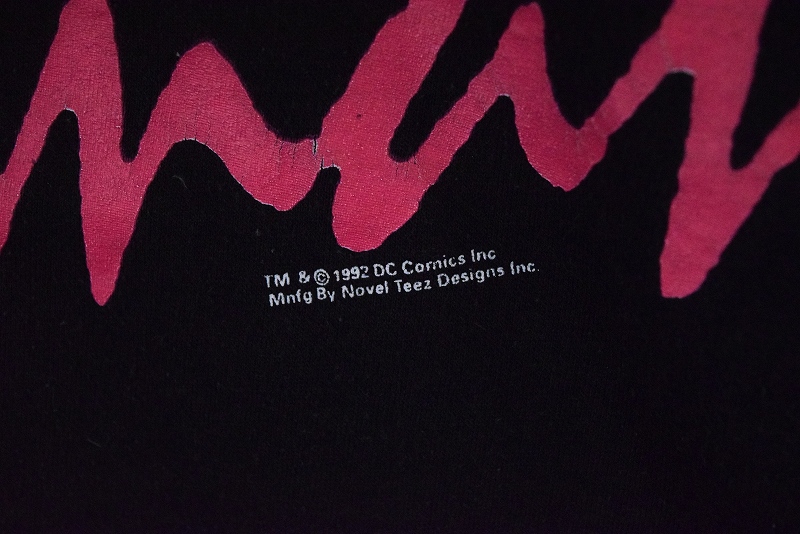 TM & © 1992 DC Comics Inc
Mnfg By Novel Teez Designs Inc.